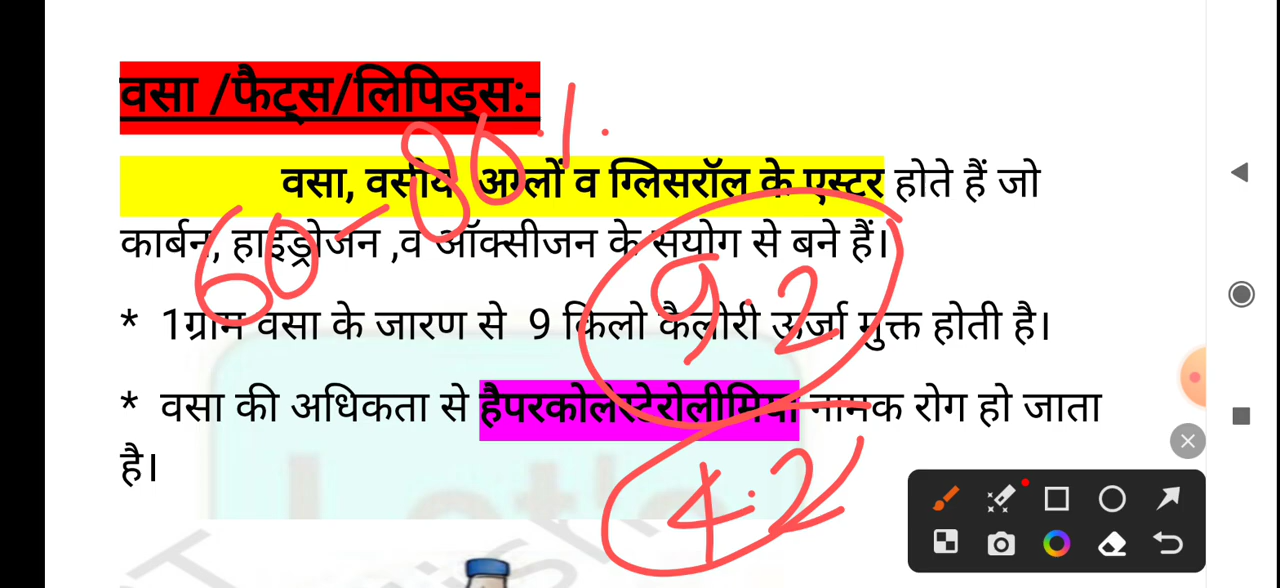 वसा /फैट्स/लिपिड्स:-
60-80%.
वसा, वसीय अम्लों व ग्लिसरॉल के एस्टर होते हैं जो
कार्बन, हाइड्रोजन ,व ऑक्सीजन के सयोग से बने हैं।
9.2
* 1ग्राम वसा के जारण से 9 किलो कैलोरी ऊर्जा मुक्त होती है।
* वसा की अधिकता से हैपरकोलेस्टेरोलीमिया नामक रोग हो जाता
है।
4.2